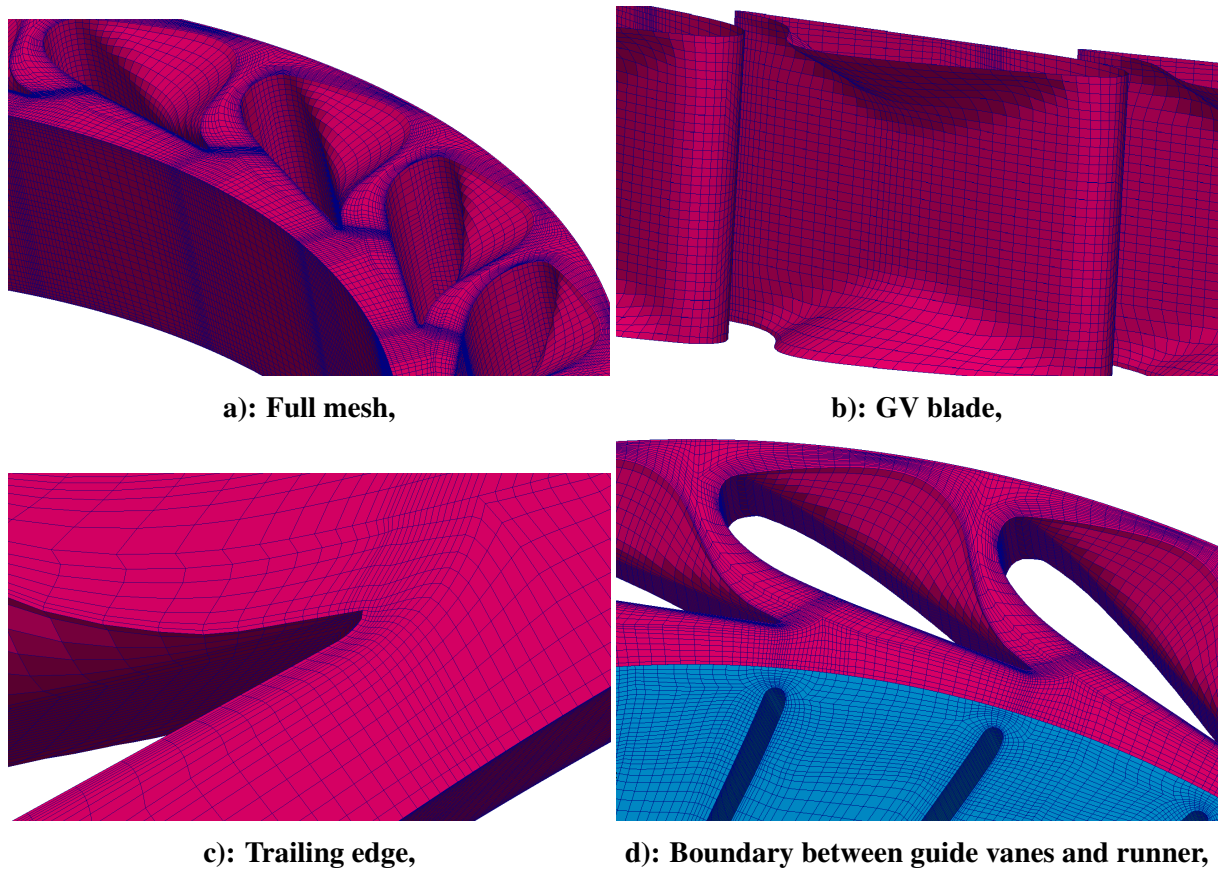 a): Full mesh,
b): GV blade,
c): Trailing edge,
d): Boundary between guide vanes and runner,